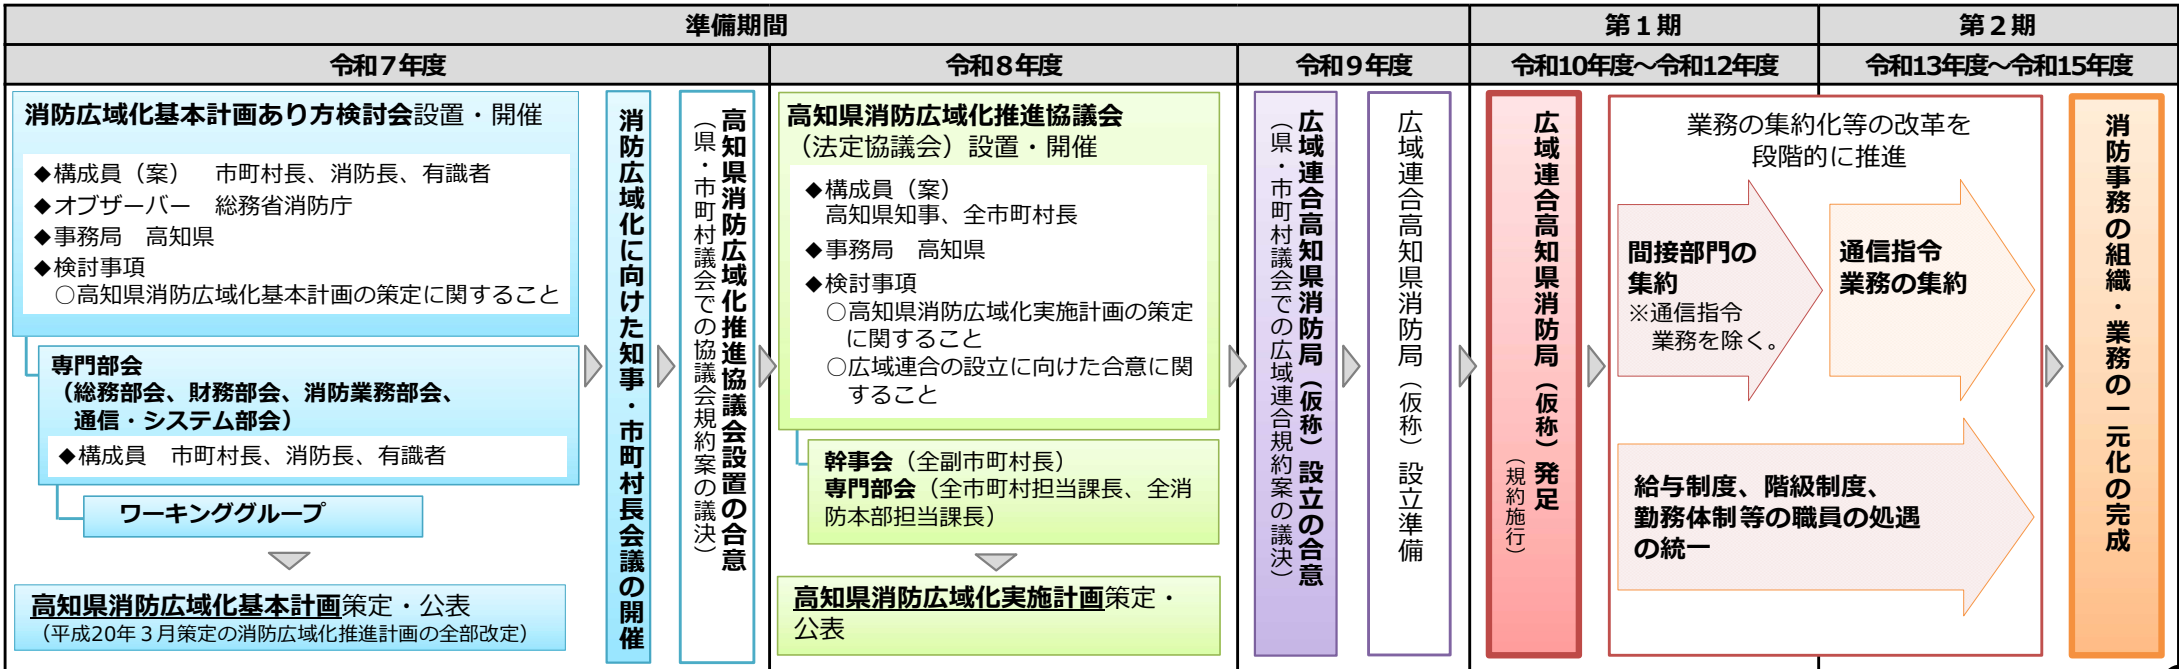 準備期間
第１期
第２期
令和７年度
令和８年度
令和９年度
令和10年度～令和12年度
令和13年度～令和15年度
消防広域化基本計画あり方検討会設置・開催
◆構成員（案）　市町村長、消防長、有識者
◆オブザーバー　総務省消防庁
◆事務局　高知県
◆検討事項
○高知県消防広域化基本計画の策定に関すること
専門部会
（総務部会、財務部会、消防業務部会、
通信・システム部会）
◆構成員　市町村長、消防長、有識者
ワーキンググループ
高知県消防広域化基本計画策定・公表
（平成20年３月策定の消防広域化推進計画の全部改定）
消防広域化に向けた知事・市町村長会議の開催
高知県消防広域化推進協議会設置の合意
（県・市町村議会での協議会規約案の議決）
高知県消防広域化推進協議会
（法定協議会）設置・開催
◆構成員（案）
高知県知事、全市町村長
◆事務局　高知県
◆検討事項
○高知県消防広域化実施計画の策定
に関すること
○広域連合の設立に向けた合意に関
すること
幹事会（全副市町村長）
専門部会（全市町村担当課長、全消
防本部担当課長）
高知県消防広域化実施計画策定・
公表
広域連合高知県消防局（仮称）設立の合意
（県・市町村議会での広域連合規約案の議決）
広域連合高知県消防局（仮称）設立準備
広域連合高知県消防局（仮称）発足
（規約施行）
業務の集約化等の改革を
段階的に推進
間接部門の
集約
※通信指令
業務を除く。
通信指令
業務の集約
給与制度、階級制度、
勤務体制等の職員の処遇
の統一
消防事務の組織・業務の一元化の完成